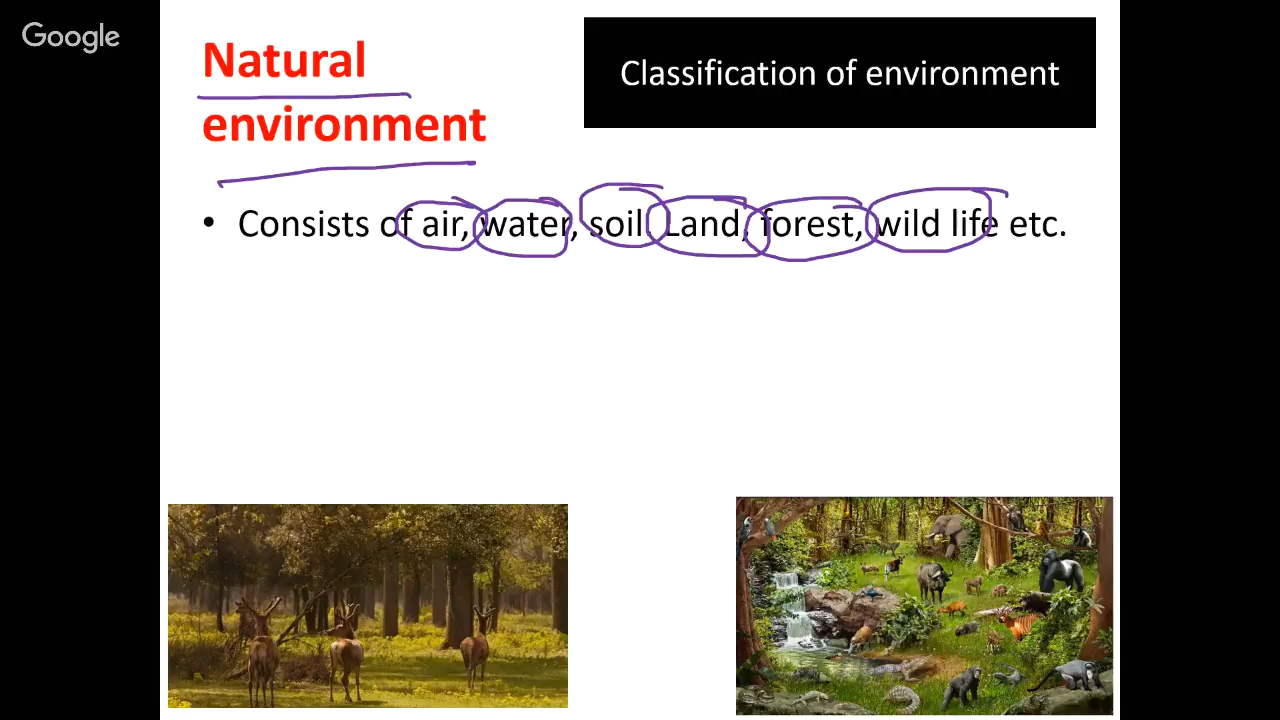 Google
Natural
environment
Classification of environment
• Consists of air, water, soil. Land, forest, wild life etc.